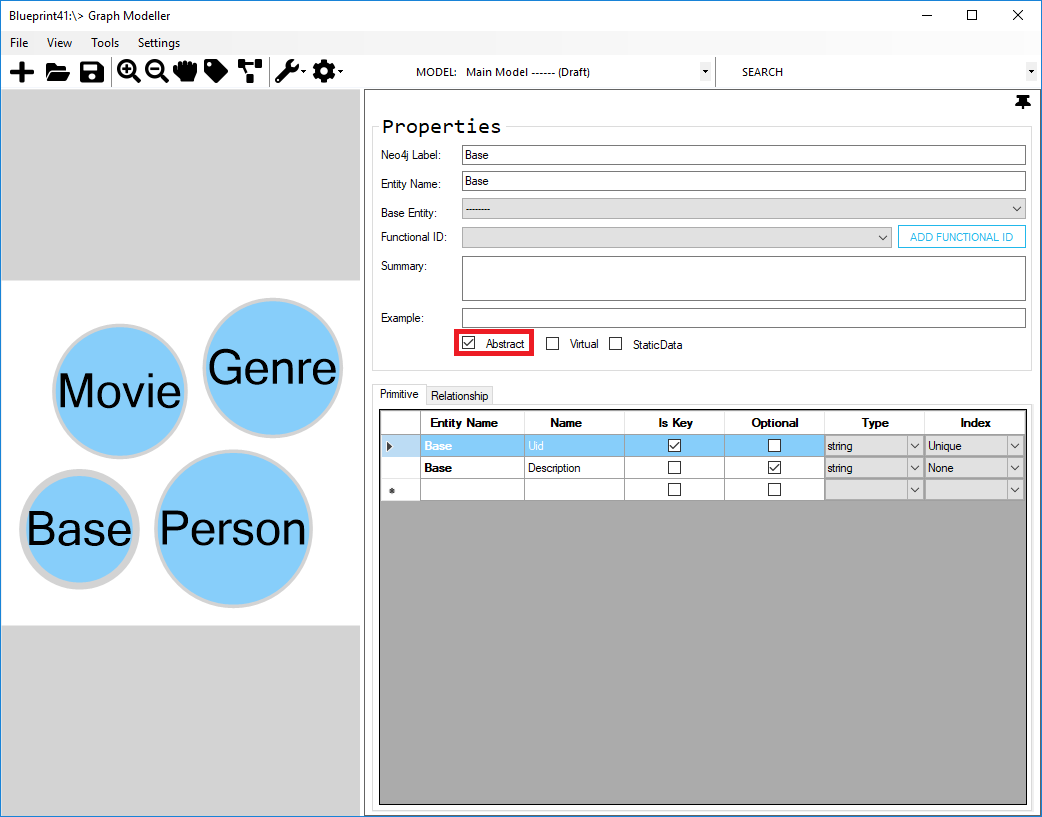 Blueprint41:\> Graph Modeller
File View Tools Settings
MODEL: Main Model ------ (Draft) SEARCH
Properties
Neo4j Label: Base
Entity Name: Base
Base Entity: --------
Functional ID: ADD FUNCTIONAL ID
Summary:
Example:
Abstract Virtual StaticData
Movie
Genre
Base
Person
Primitive Relationship
Entity Name Name Is Key Optional Type Index
Base Uid string Unique
Base Description string None